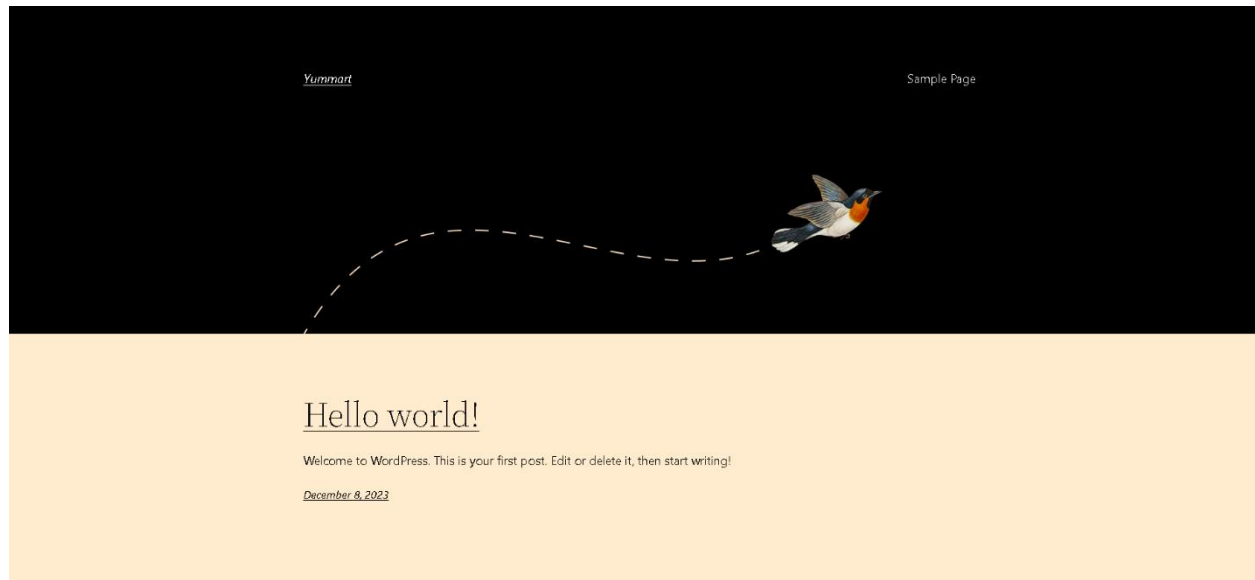 Yummart
Sample Page
Hello world!
Welcome to WordPress. This is your first post. Edit or delete it, then start writing!
December 8, 2023